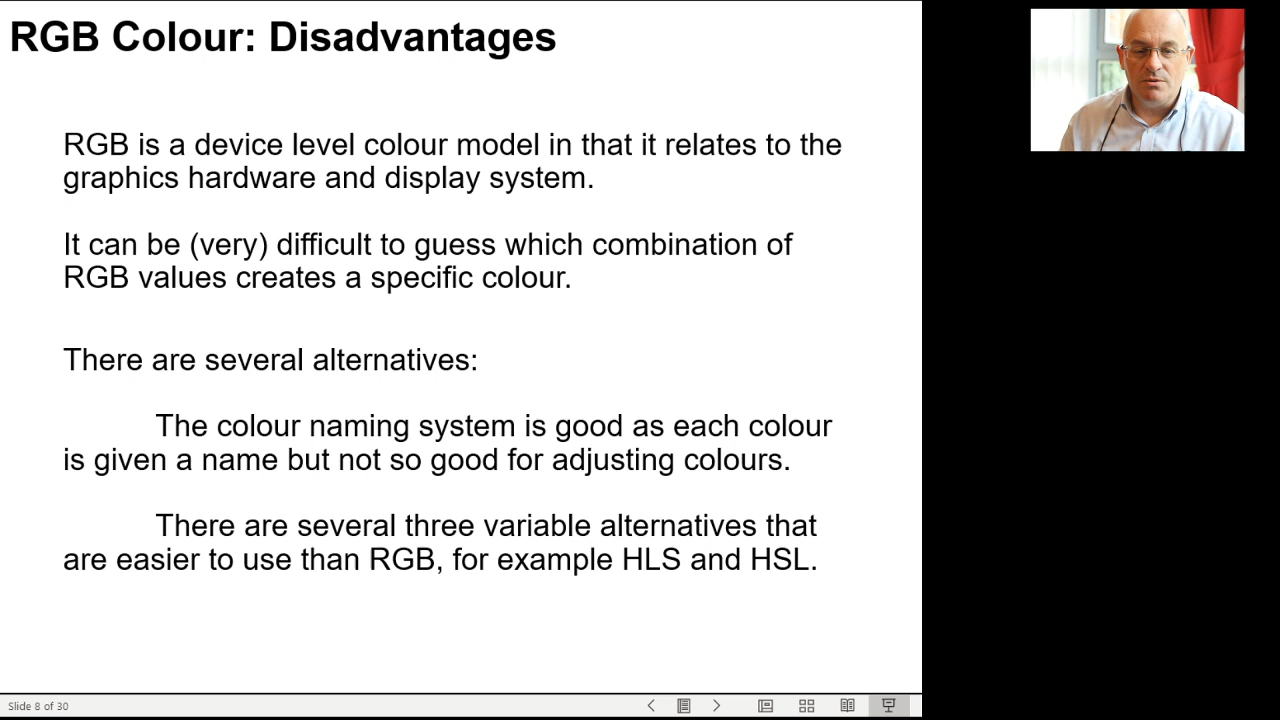 RGB Colour: Disadvantages
RGB is a device level colour model in that it relates to the
graphics hardware and display system.
It can be (very) difficult to guess which combination of
RGB values creates a specific colour.
There are several alternatives:
The colour naming system is good as each colour
is given a name but not so good for adjusting colours.
There are several three variable alternatives that
are easier to use than RGB, for example HLS and HSL.
Slide 8 of 30